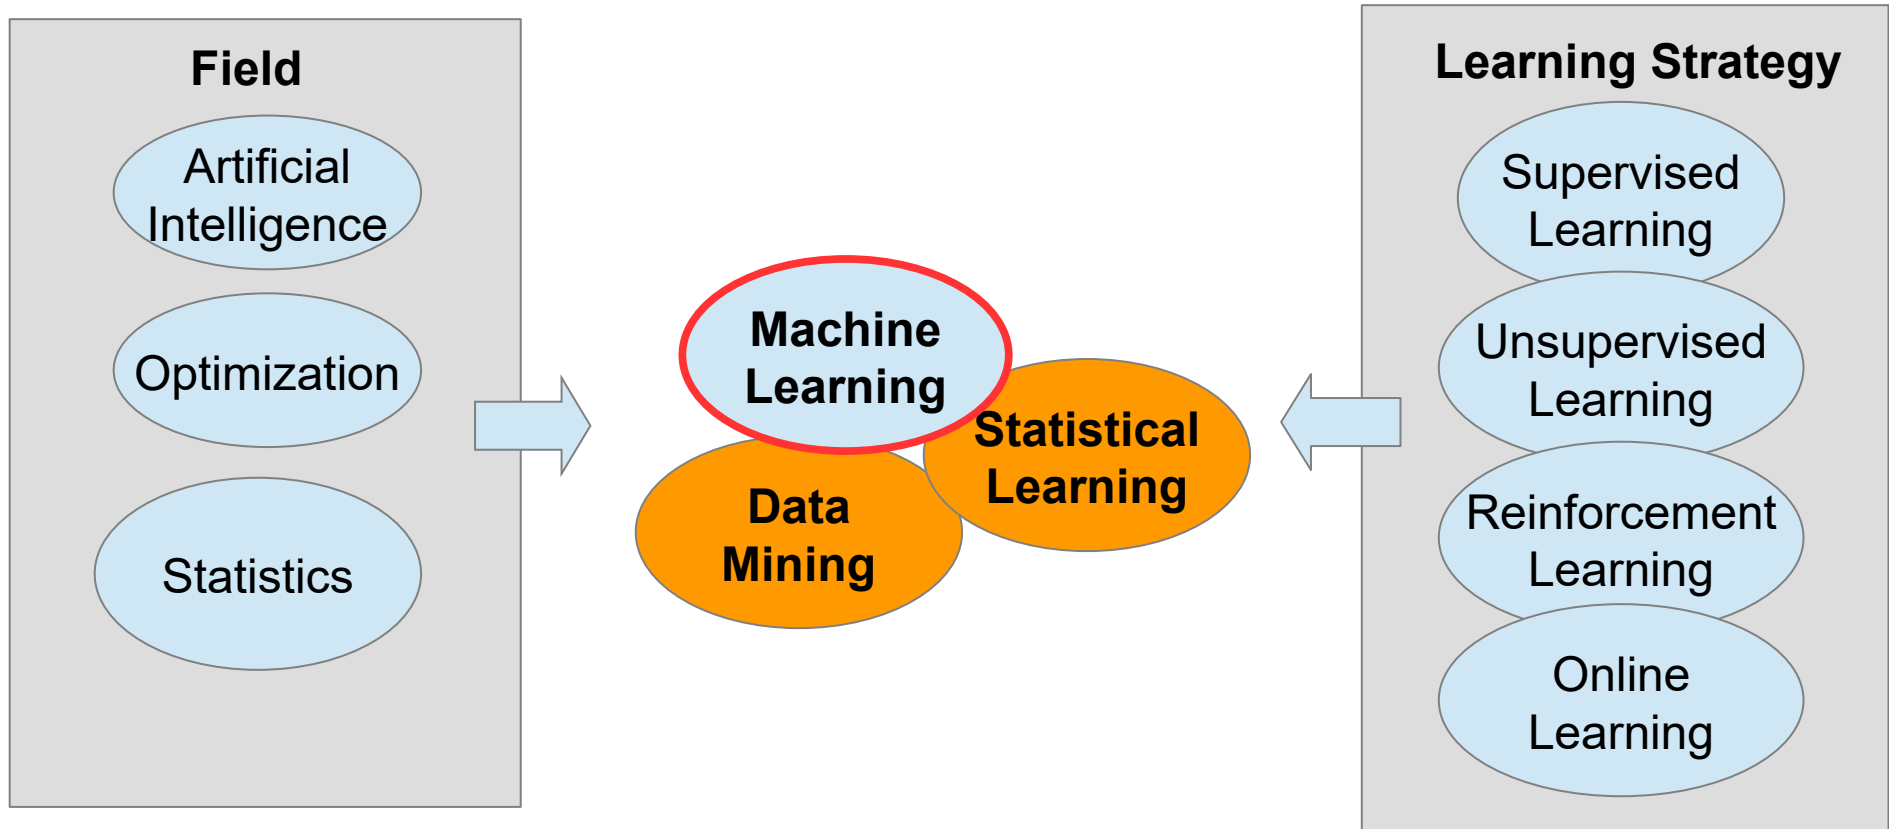 Field
Artificial
Intelligence
Optimization
Statistics
Machine
Learning
Statistical
Learning
Data
Mining
Learning Strategy
Supervised
Learning
Unsupervised
Learning
Reinforcement
Learning
Online
Learning